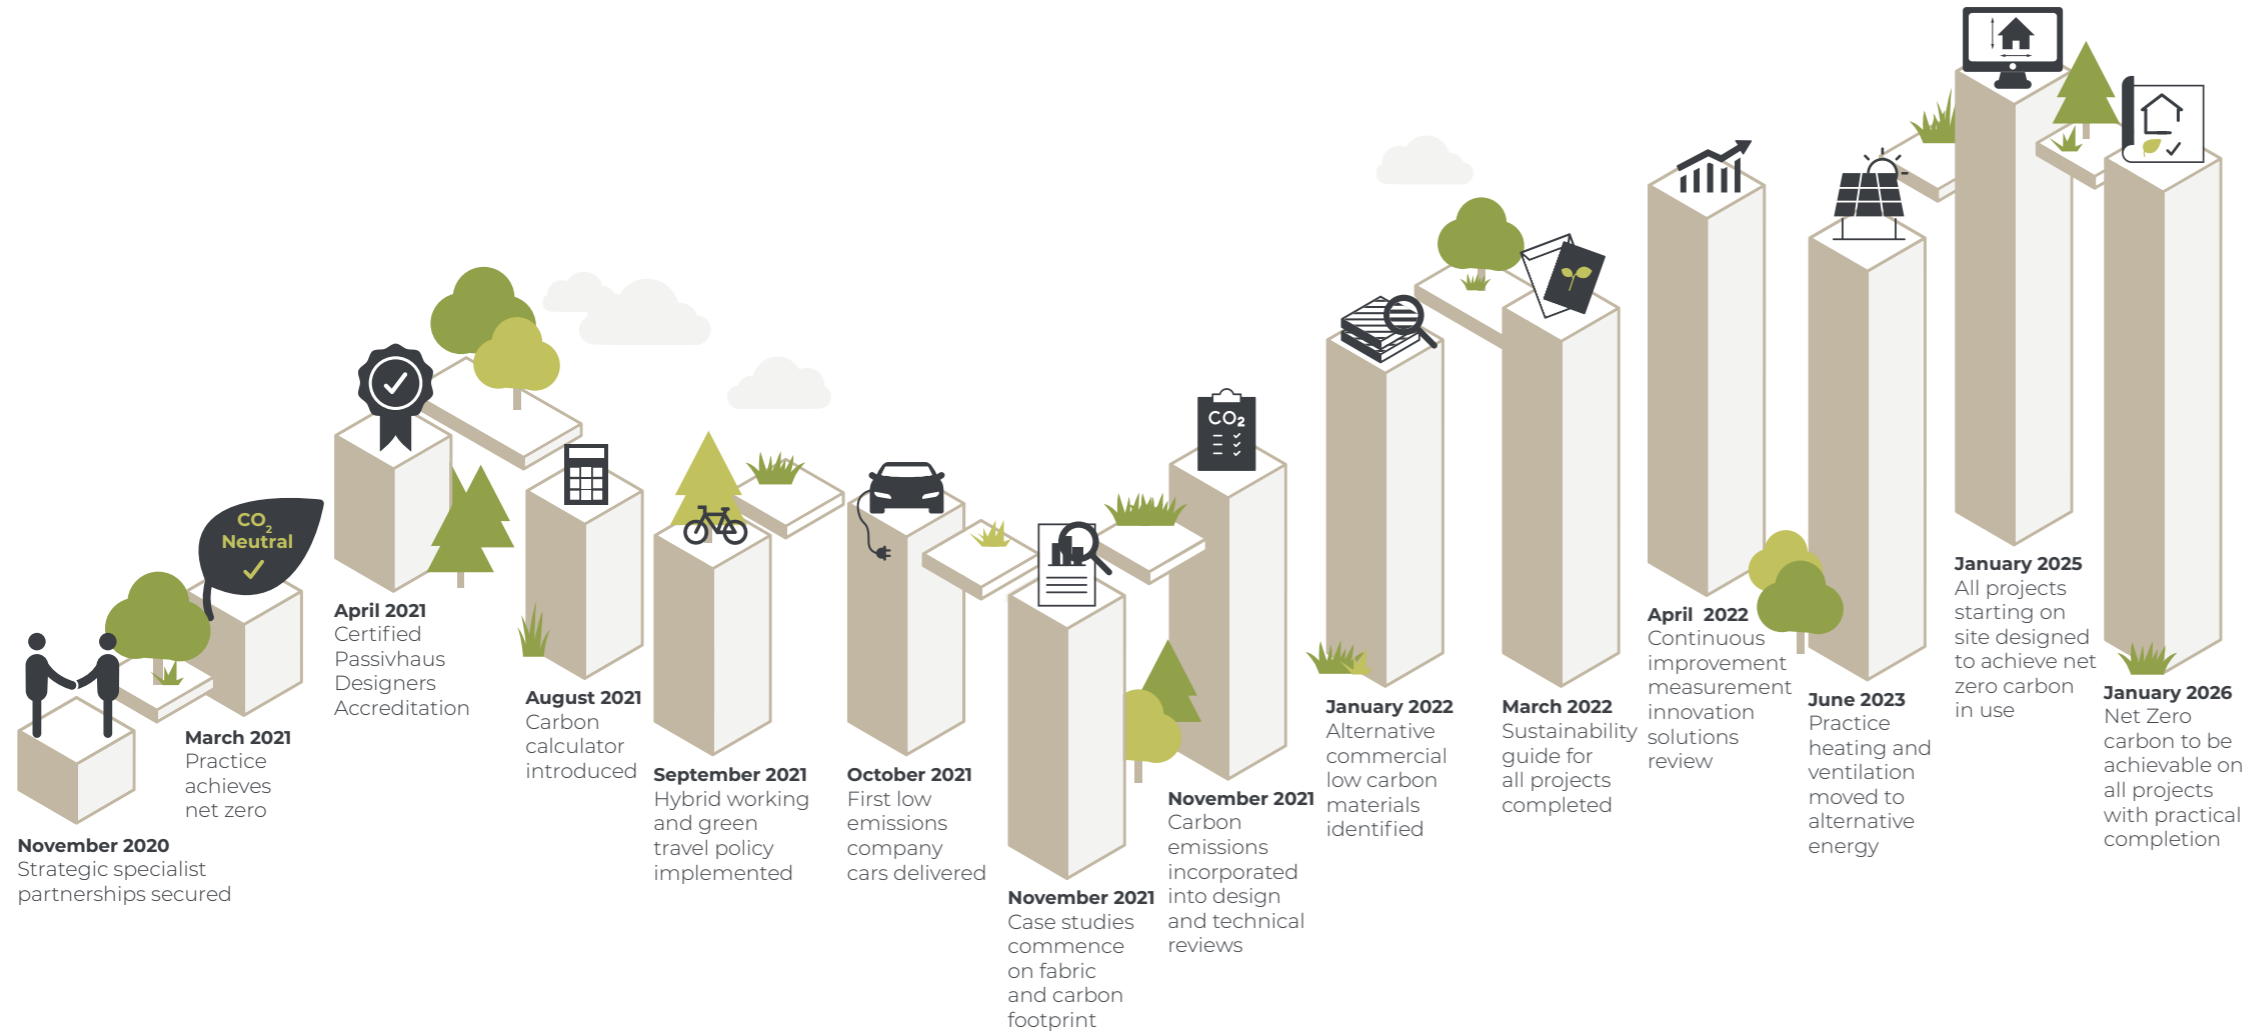 CO2
Neutral
November 2020
Strategic specialist
partnerships secured
March 2021
Practice
achieves
net zero
April 2021
Certified
Passivhaus
Designers
Accreditation
August 2021
Carbon
calculator
introduced
September 2021
Hybrid working
and green
travel policy
implemented
October 2021
First low
emissions
company
cars delivered
November 2021
Case studies
commence
on fabric
and carbon
footprint
CO2
November 2021
Carbon
emissions
incorporated
into design
and technical
reviews
January 2022
Alternative
commercial
low carbon
materials
identified
March 2022
Sustainability
guide for
all projects
completed
April 2022
Continuous
improvement
measurement
innovation
solutions
review
June 2023
Practice
heating and
ventilation
moved to
alternative
energy
January 2025
All projects
starting on
site designed
to achieve net
zero carbon
in use
January 2026
Net Zero
carbon to be
achievable on
all projects
with practical
completion